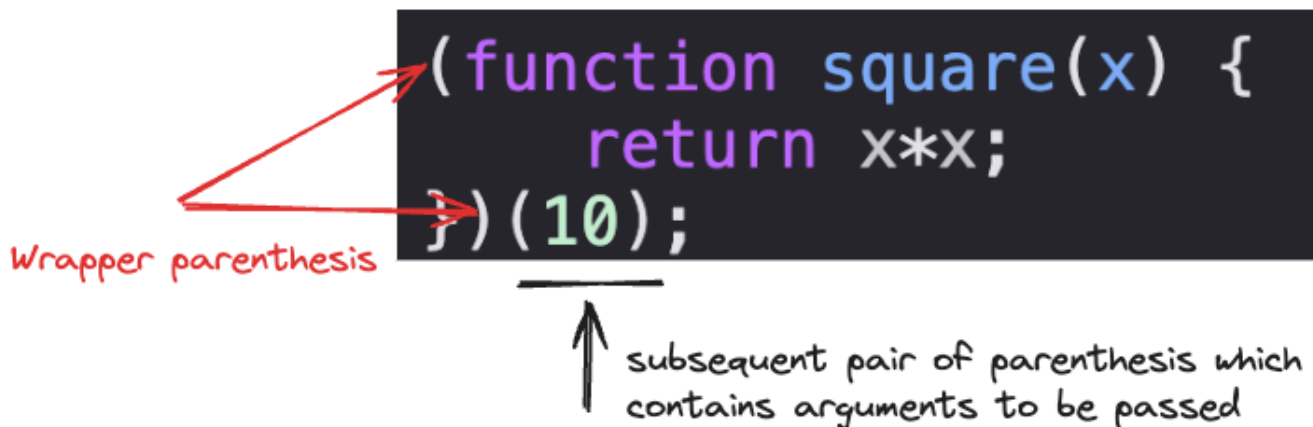 (function square(x) {
return x*x;
})(10);
Wrapper parenthesis
subsequent pair of parenthesis which
contains arguments to be passed